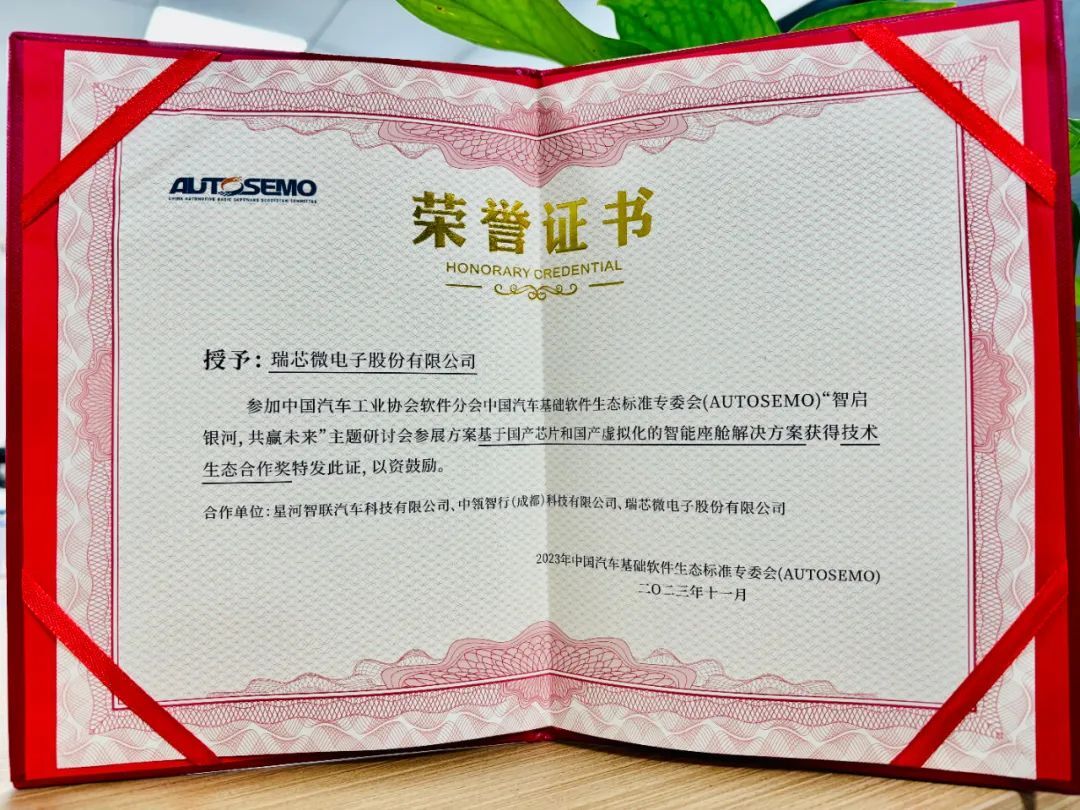 AUTOSEMO
CHINA AUTOMOTIVE BASIC SOFTWARE ECOSYSTEM COMMITTEE
荣誉证书
HONORARY CREDENTIAL
授予：瑞芯微电子股份有限公司
参加中国汽车工业协会软件分会中国汽车基础软件生态标准专委会(AUTOSEMO)“智启
银河，共赢未来”主题研讨会参展方案基于国产芯片和国产虚拟化的智能座舱解决方案获得技术
生态合作奖特发此证，以资鼓励。
合作单位：星河智联汽车科技有限公司、中瓴智行(成都)科技有限公司、瑞芯微电子股份有限公司
2023年中国汽车基础软件生态标准专委会(AUTOSEMO)
二〇二三年十一月